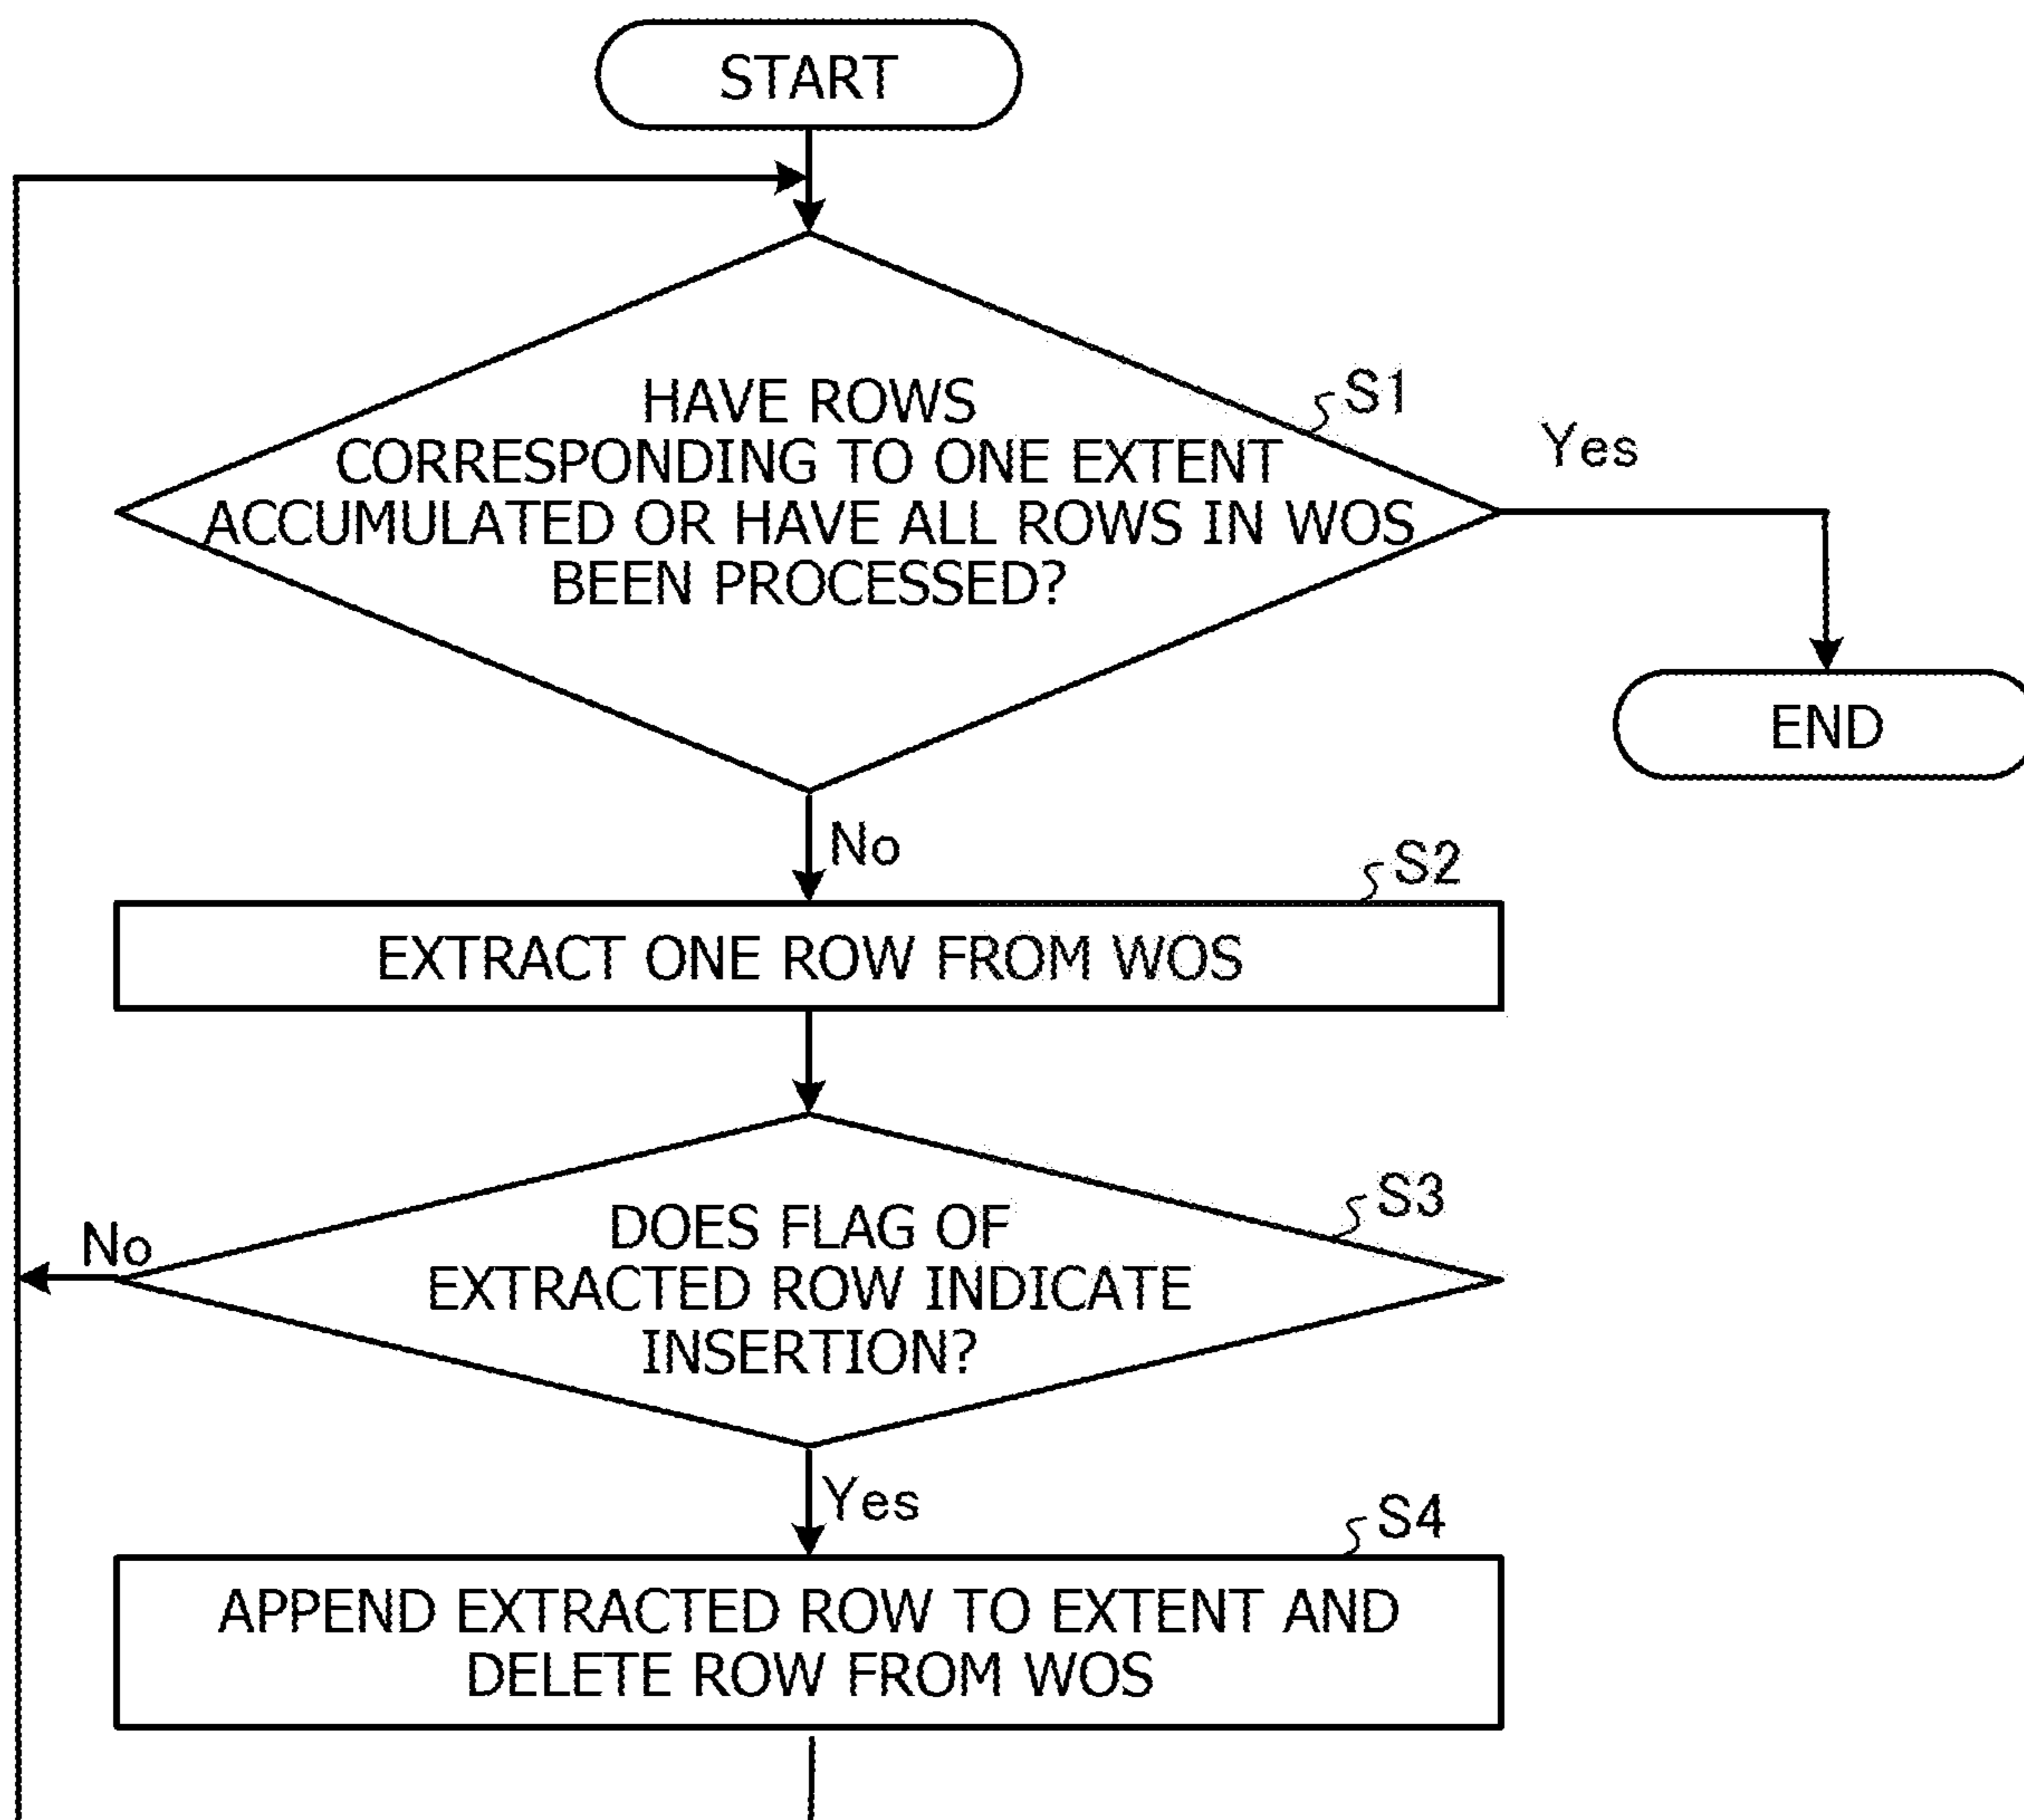 START
HAVE ROWS
CORRESPONDING TO ONE EXTENT
ACCUMULATED OR HAVE ALL ROWS IN WOS
BEEN PROCESSED?
S1
Yes
END
No
S2
EXTRACT ONE ROW FROM WOS
S3
DOES FLAG OF
EXTRACTED ROW INDICATE
INSERTION?
No
Yes
S4
APPEND EXTRACTED ROW TO EXTENT AND
DELETE ROW FROM WOS